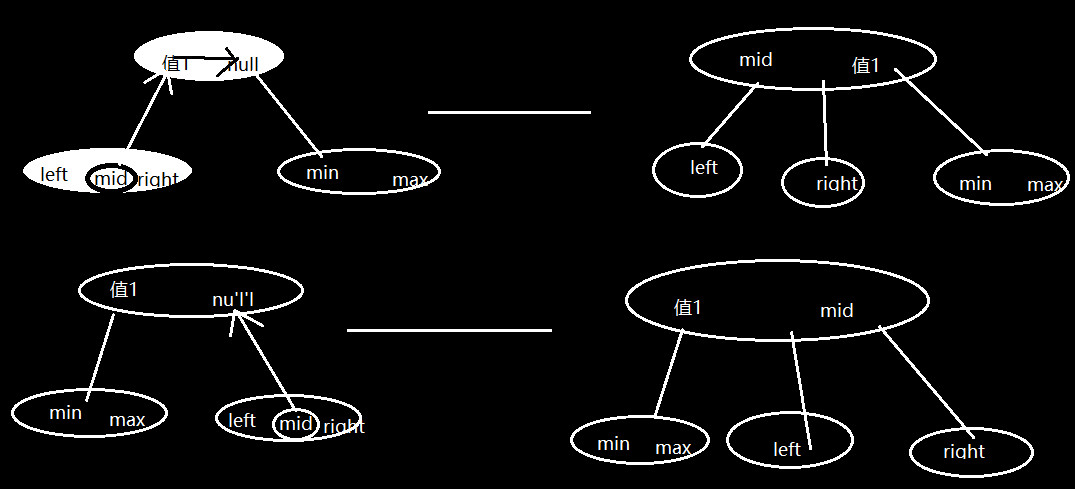 值1 null
left mid right
min max
mid 值1
left
right
min max
值1 nu'l'l
min max
left mid right
值1 mid
min max
left
right